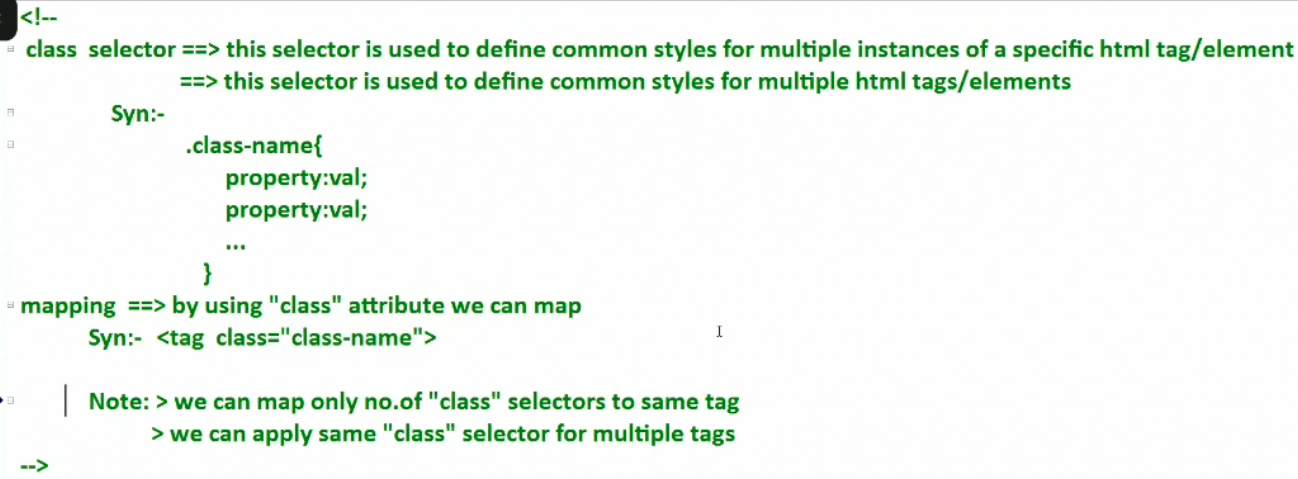 <!--
class selector ==> this selector is used to define common styles for multiple instances of a specific html tag/element
==> this selector is used to define common styles for multiple html tags/elements
Syn:-
.class-name{
property:val;
property:val;
...
}
mapping ==> by using "class" attribute we can map
Syn:- <tag class="class-name">
Note: > we can map only no.of "class" selectors to same tag
> we can apply same "class" selector for multiple tags
-->